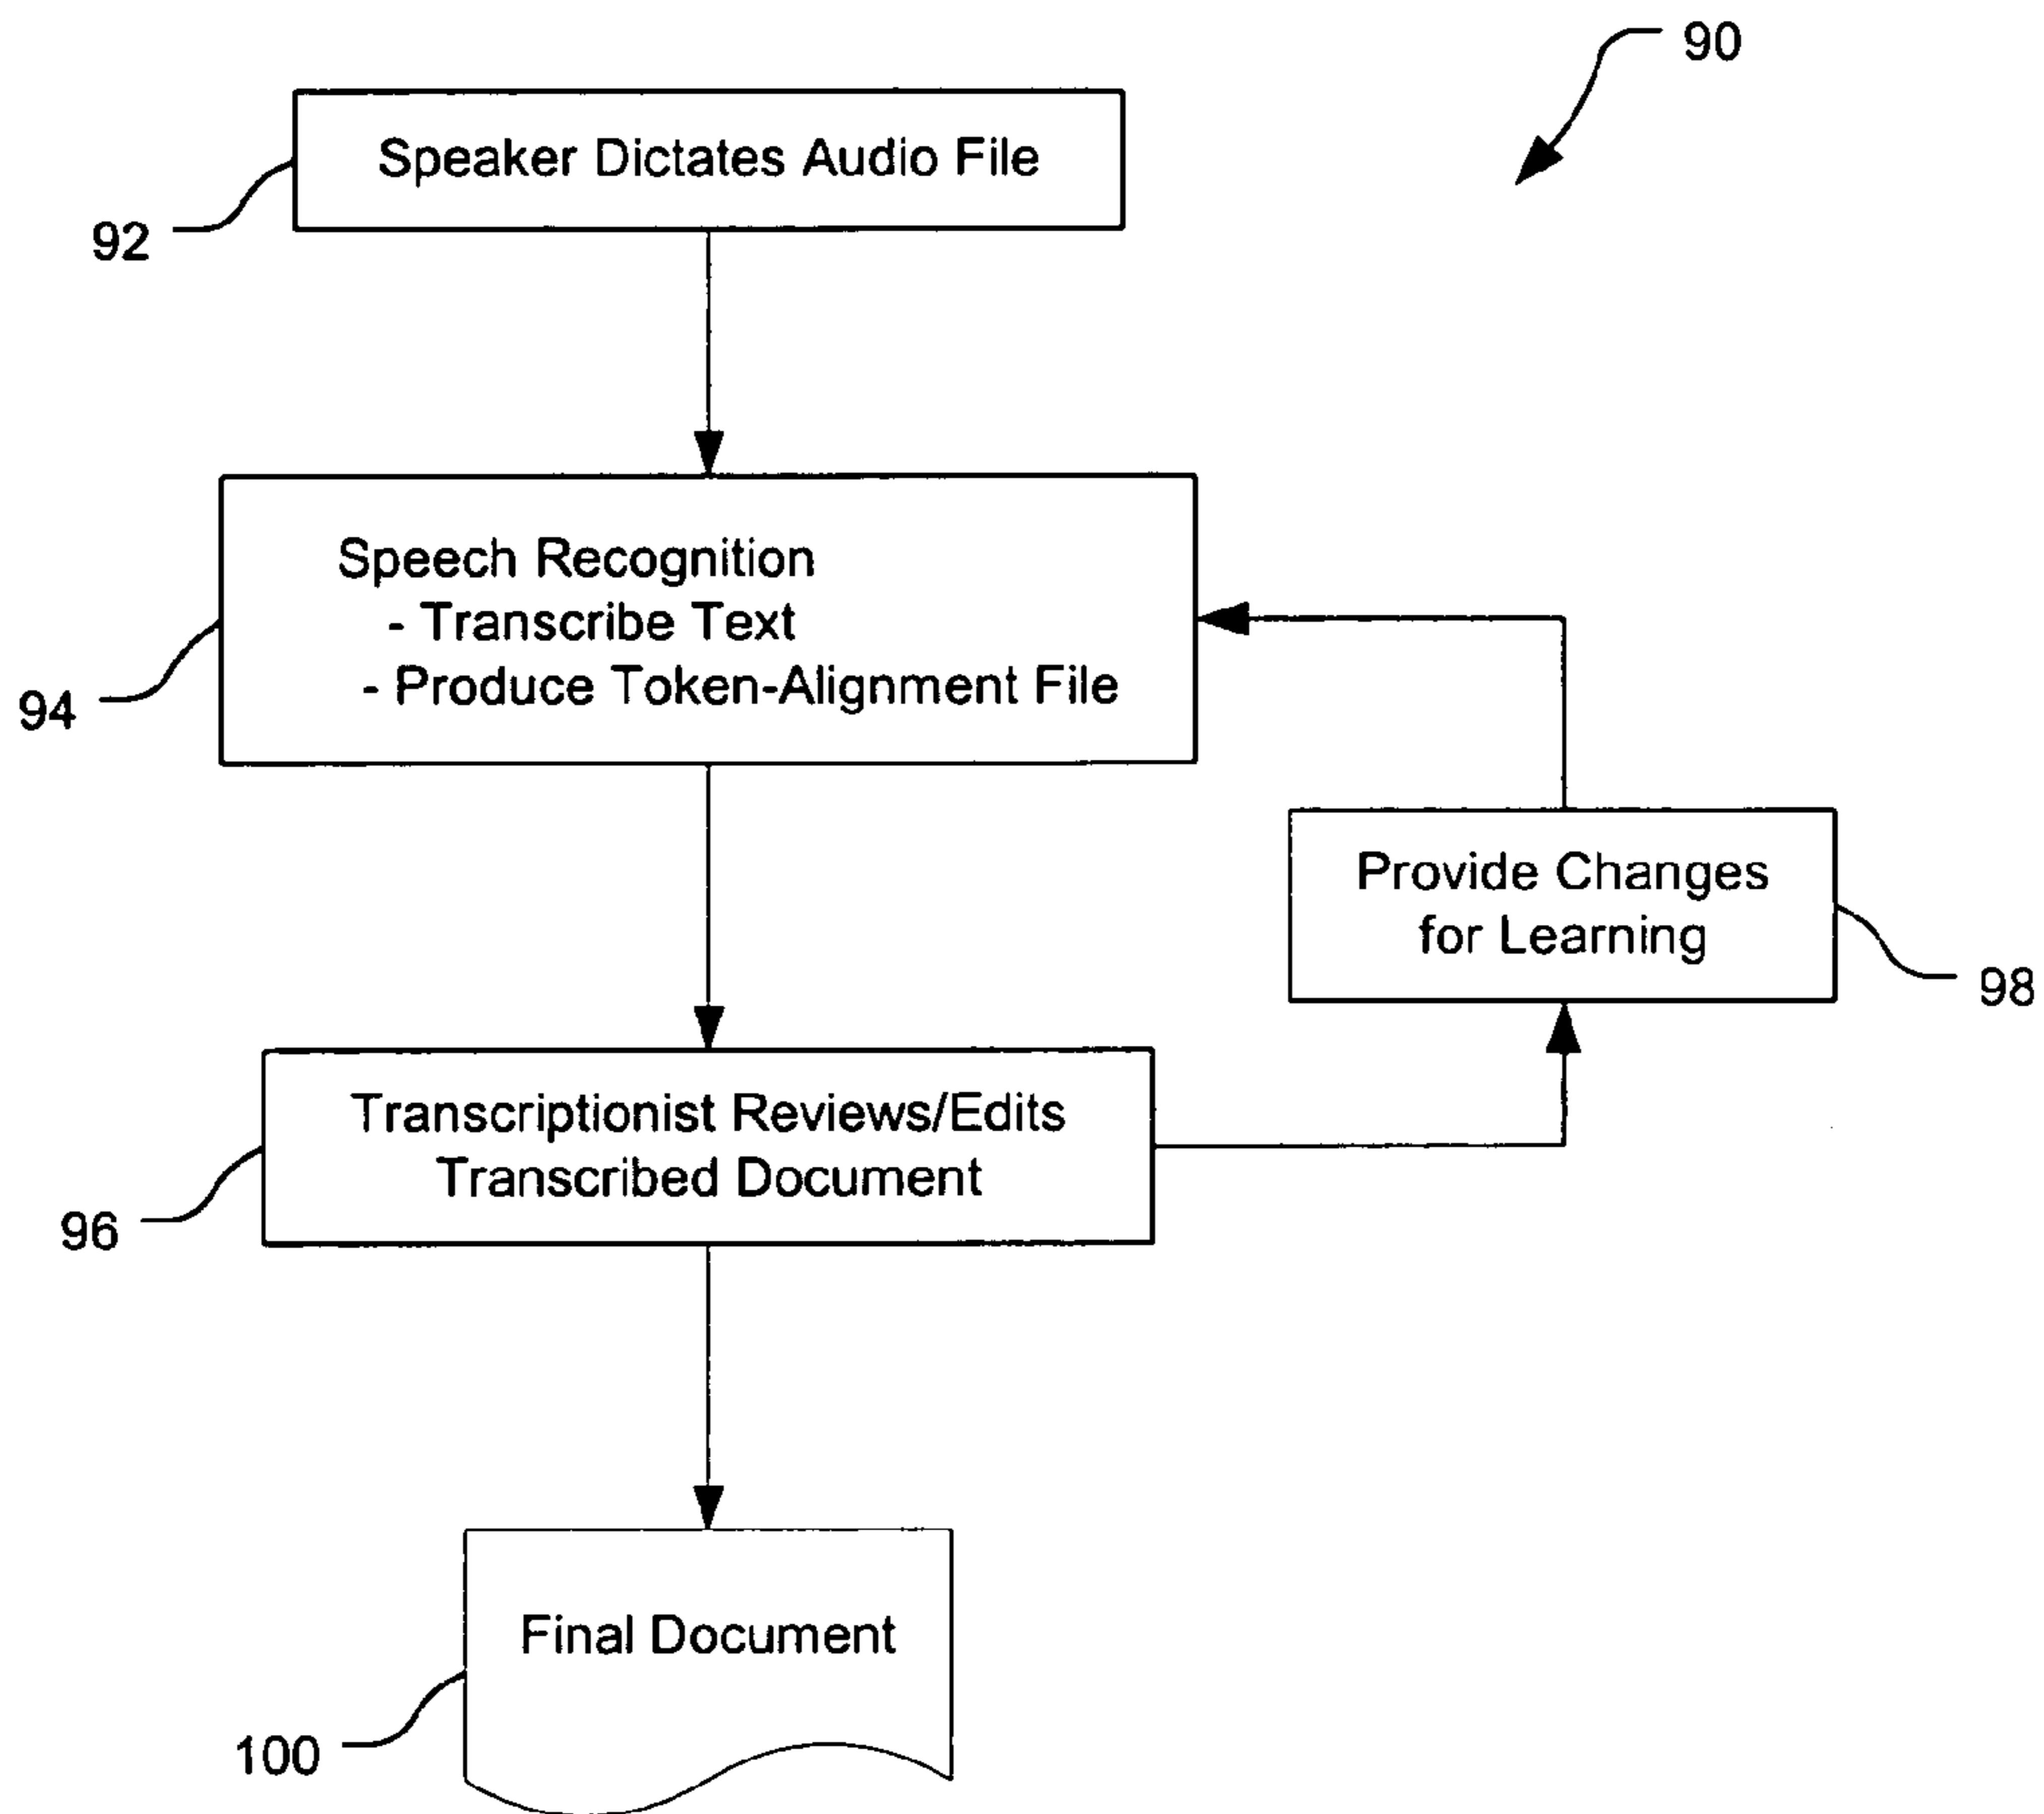 90
Speaker Dictates Audio File
92
Speech Recognition
- Transcribe Text
- Produce Token-Alignment File
94
Provide Changes
for Learning
98
Transcriptionist Reviews/Edits
Transcribed Document
96
Final Document
100